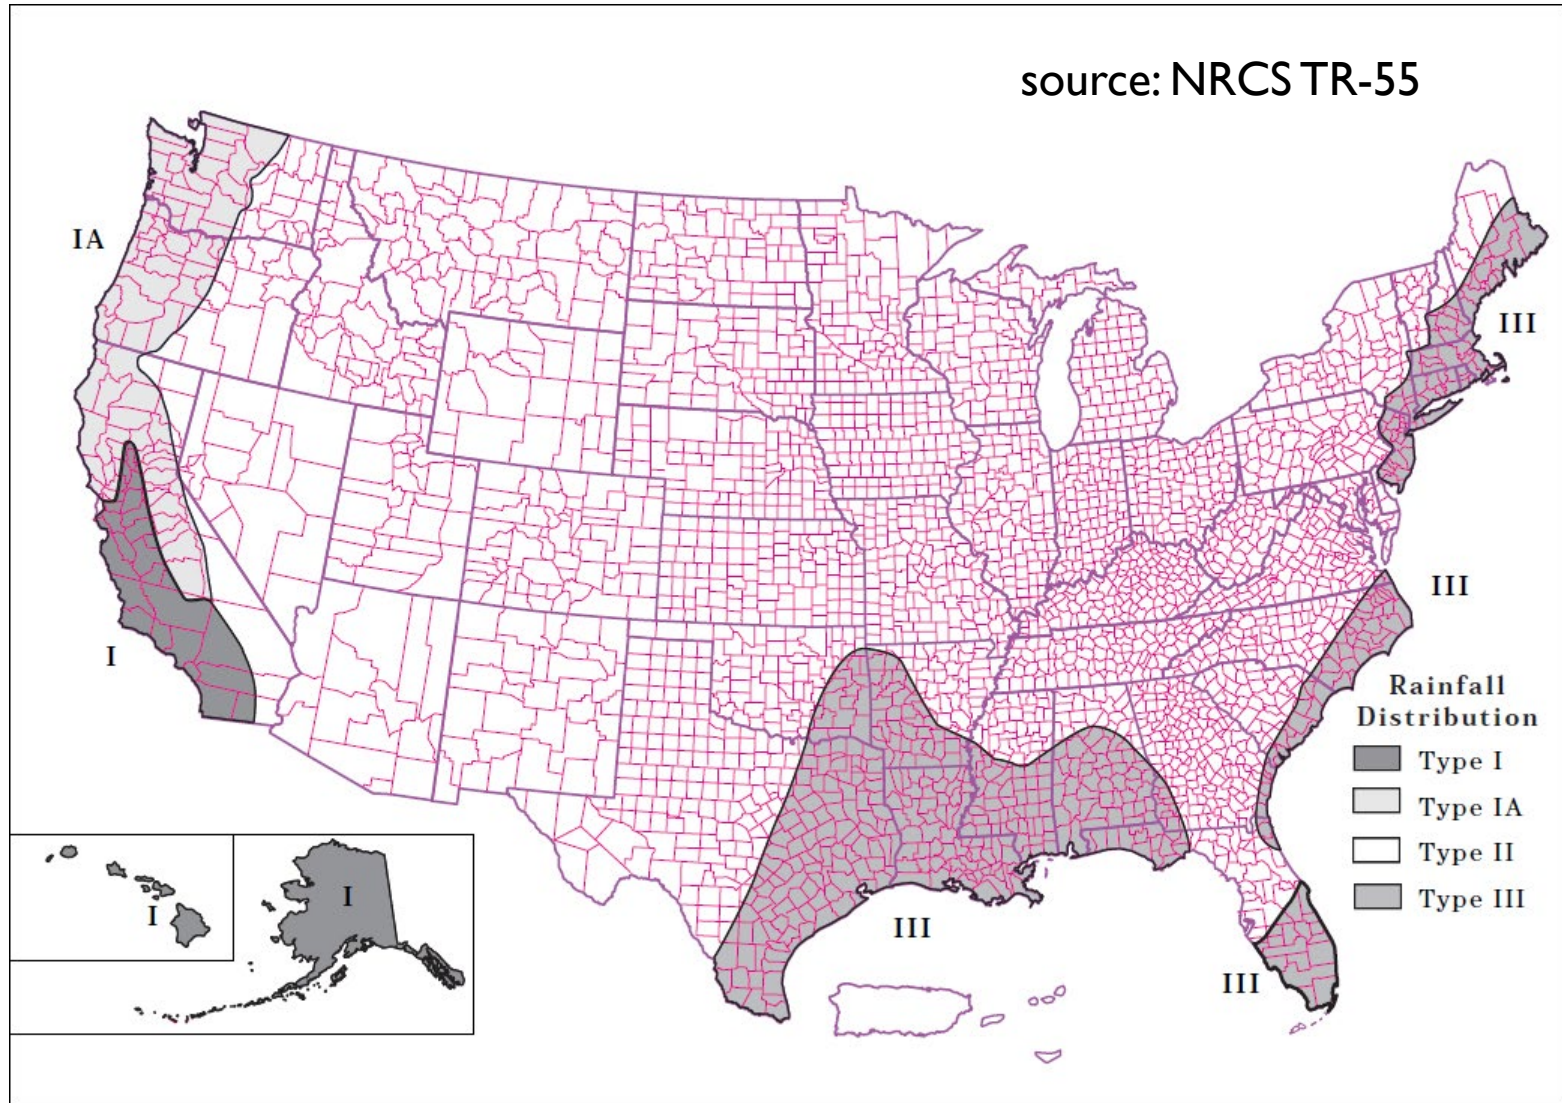 source: NRCS TR-55
IA
III
III
I
Rainfall
Distribution
Type I
Type IA
Type II
Type III
I
I
III
III